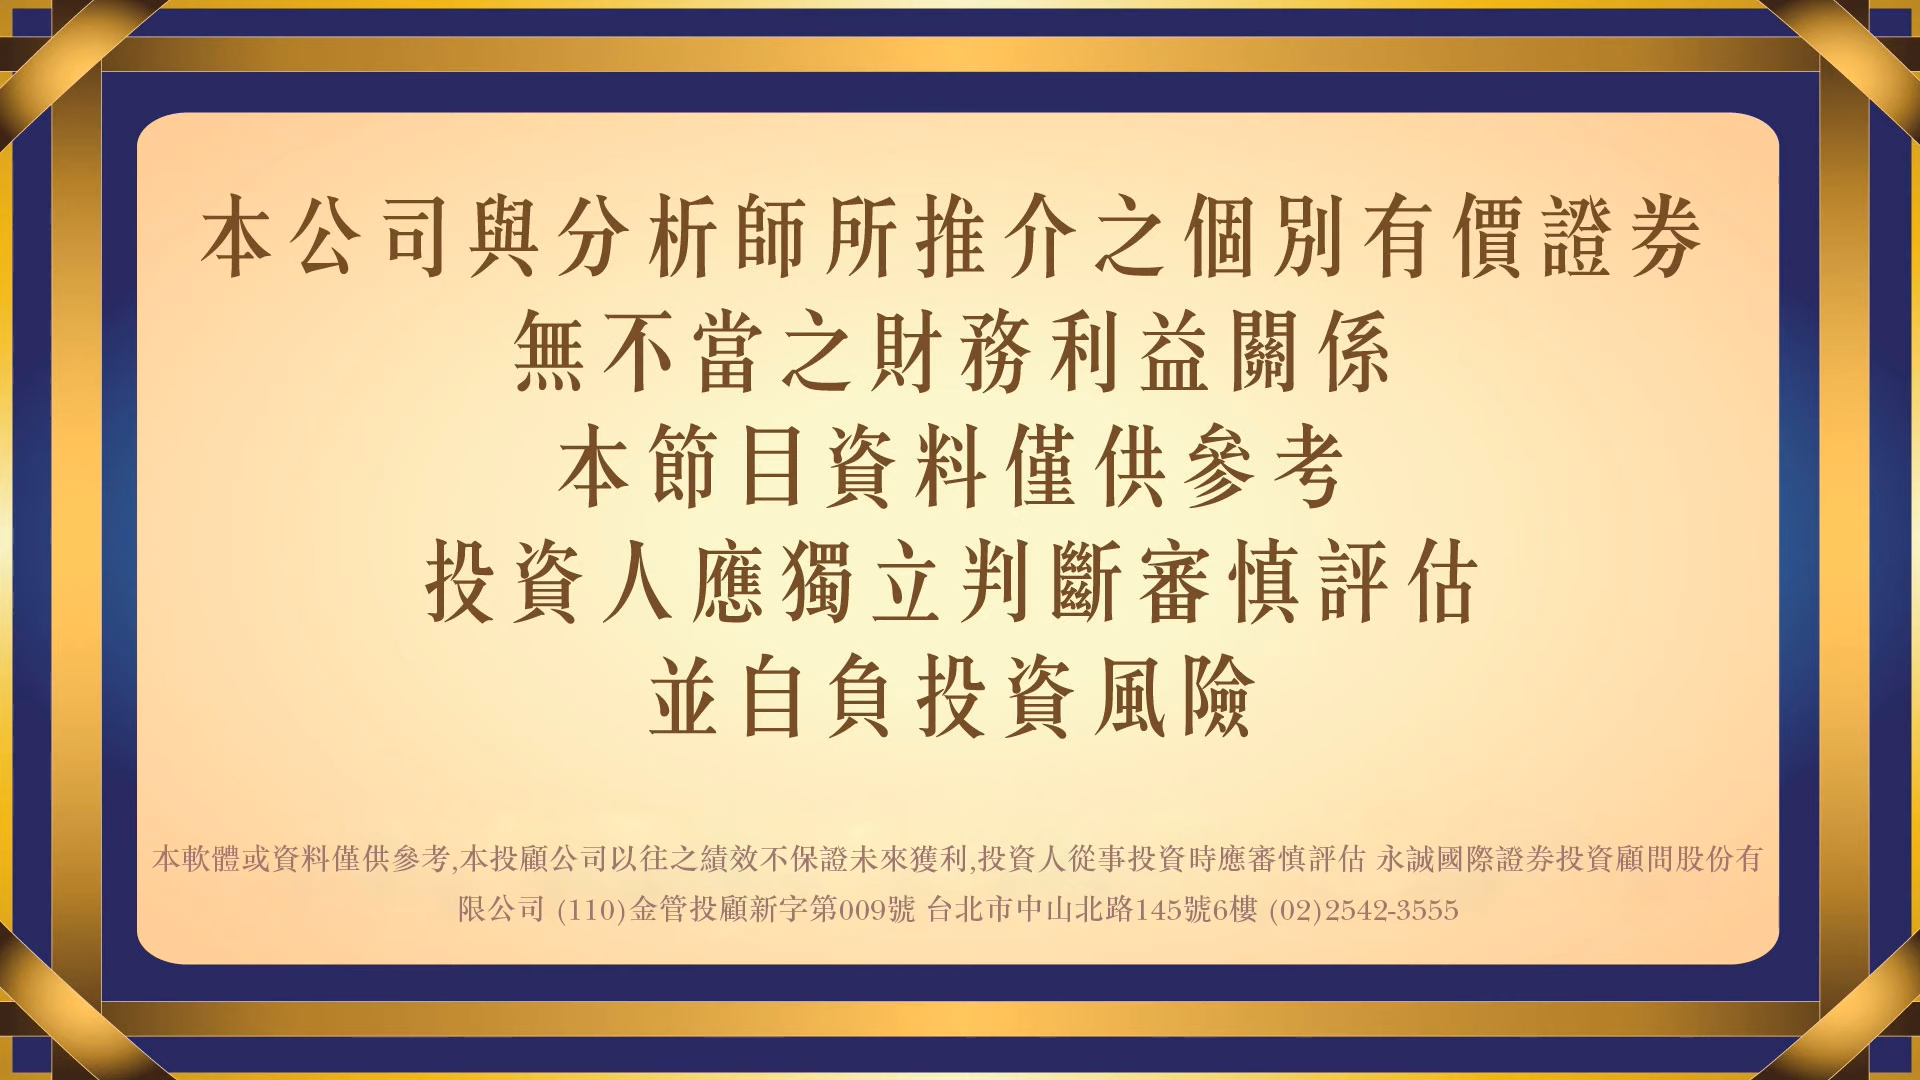 本公司與分析師所推介之個別有價證券
無不當之財務利益關係
本節目資料僅供參考
投資人應獨立判斷審慎評估
並自負投資風險
本軟體或資料僅供參考,本投顧公司以往之績效不保證未來獲利,投資人從事投資時應審慎評估 永誠國際證券投資顧問股份有
限公司 (110)金管投顧新字第009號 台北市中山北路145號6樓 (02)2542-3555